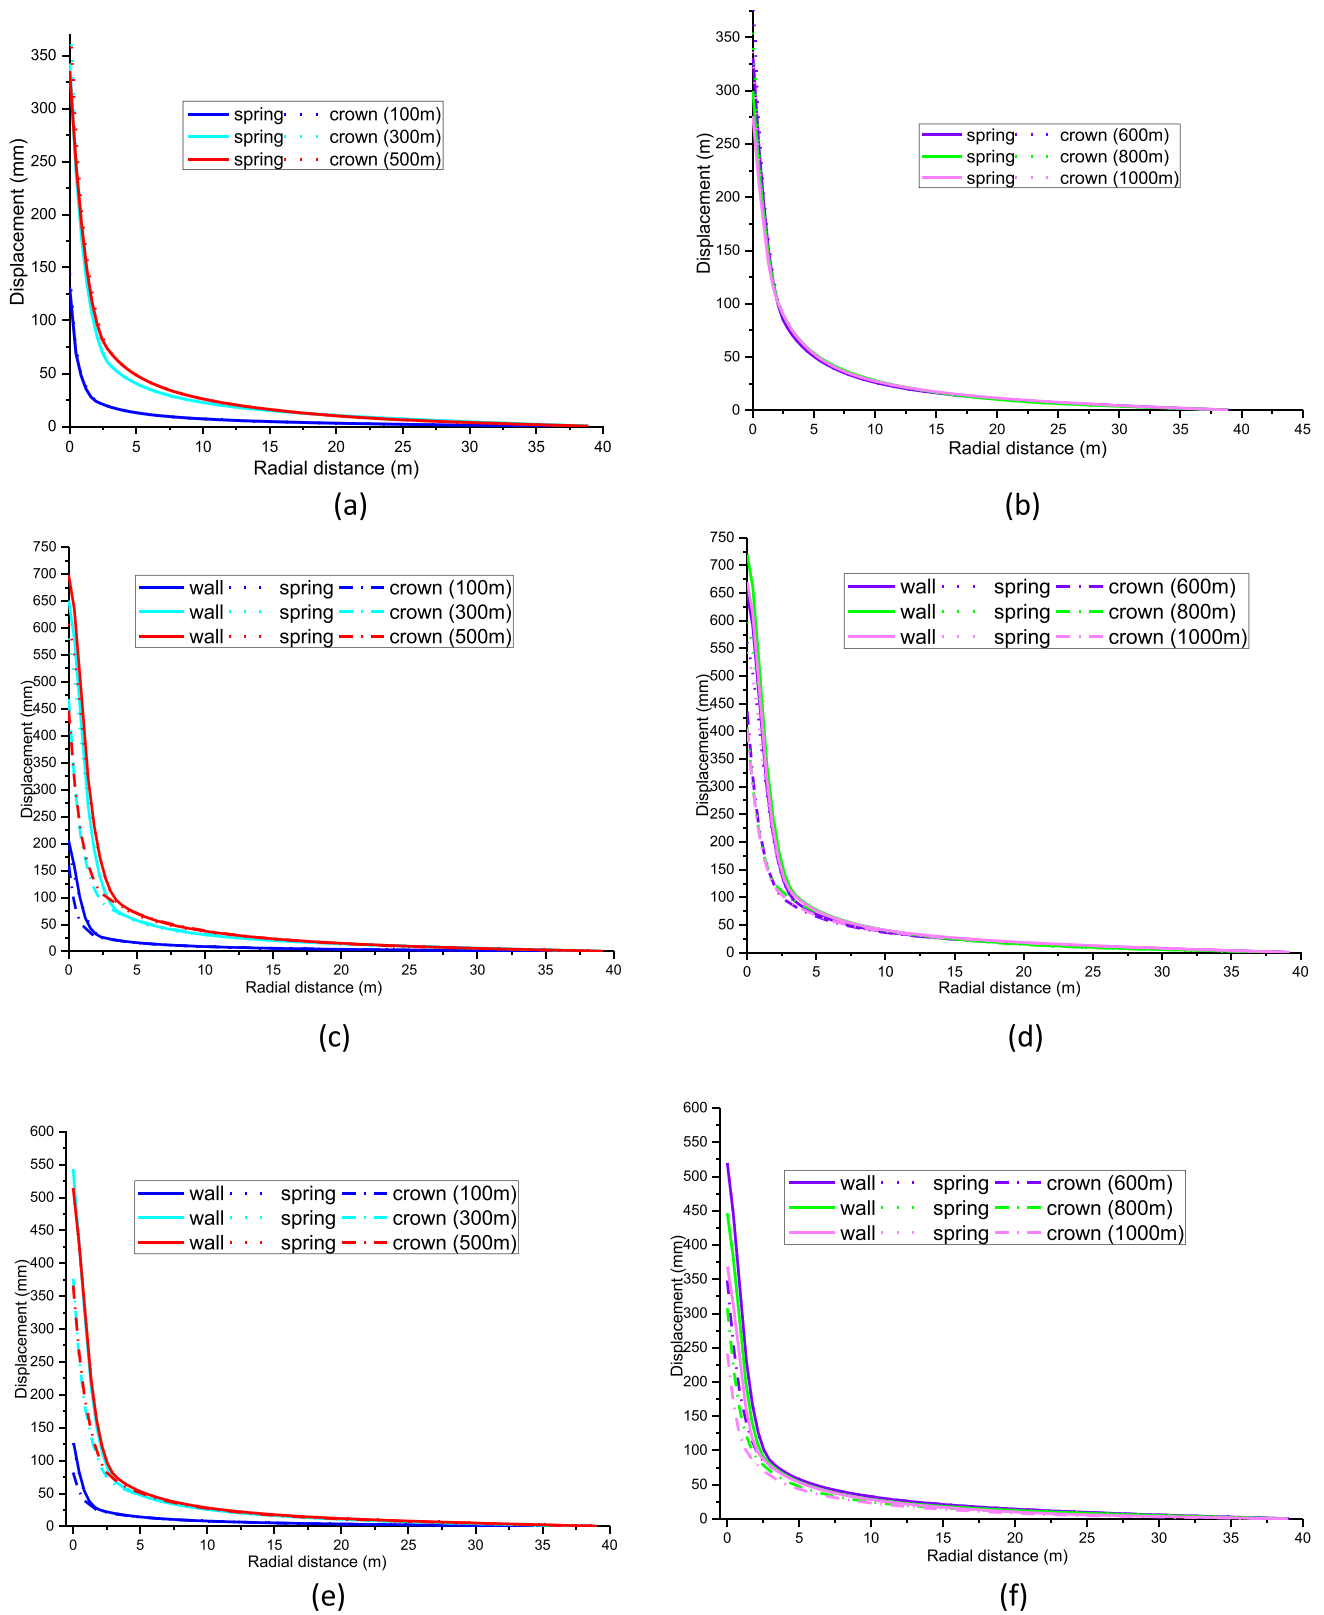 Displacement (mm)
350
300
250
200
150
100
50
0
spring crown (100m)
spring crown (300m)
spring crown (500m)
0 5 10 15 20 25 30 35 40
Radial distance (m)
(a)
Displacement (m)
350
300
250
200
150
100
50
0
spring crown (600m)
spring crown (800m)
spring crown (1000m)
0 5 10 15 20 25 30 35 40 45
Radial distance (m)
(b)
Displacement (mm)
750
700
650
600
550
500
450
400
350
300
250
200
150
100
50
0
wall spring crown (100m)
wall spring crown (300m)
wall spring crown (500m)
0 5 10 15 20 25 30 35 40
Radial distance (m)
(c)
Displacement (mm)
750
700
650
600
550
500
450
400
350
300
250
200
150
100
50
0
wall spring crown (600m)
wall spring crown (800m)
wall spring crown (1000m)
0 5 10 15 20 25 30 35 40
Radial distance (m)
(d)
Displacement (mm)
600
550
500
450
400
350
300
250
200
150
100
50
0
wall spring crown (100m)
wall spring crown (300m)
wall spring crown (500m)
0 5 10 15 20 25 30 35 40
Radial distance (m)
(e)
Displacement (mm)
600
550
500
450
400
350
300
250
200
150
100
50
0
wall spring crown (600m)
wall spring crown (800m)
wall spring crown (1000m)
0 5 10 15 20 25 30 35 40
Radial distance (m)
(f)